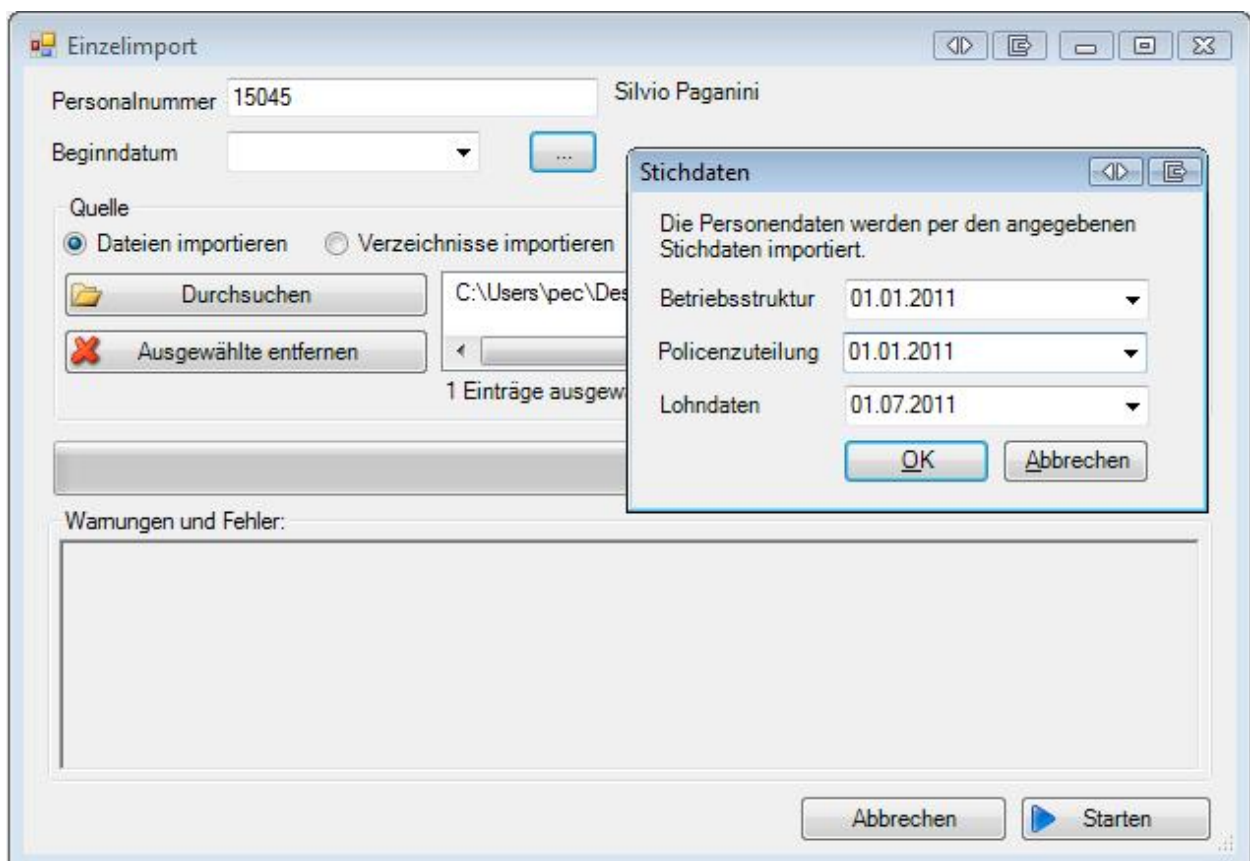 Einzelimport
Personalnummer 15045 Silvio Paganini
Beginndatum ...
Quelle
Dateien importieren Verzeichnisse importieren
Durchsuchen C:\Users\pec\Des
Ausgewählte entfernen
1 Einträge ausgew
Stichdaten
Die Personendaten werden per den angegebenen
Stichdaten importiert.
Betriebsstruktur 01.01.2011
Policenzuteilung 01.01.2011
Lohndaten 01.07.2011
OK Abbrechen
Warnungen und Fehler:
Abbrechen Starten